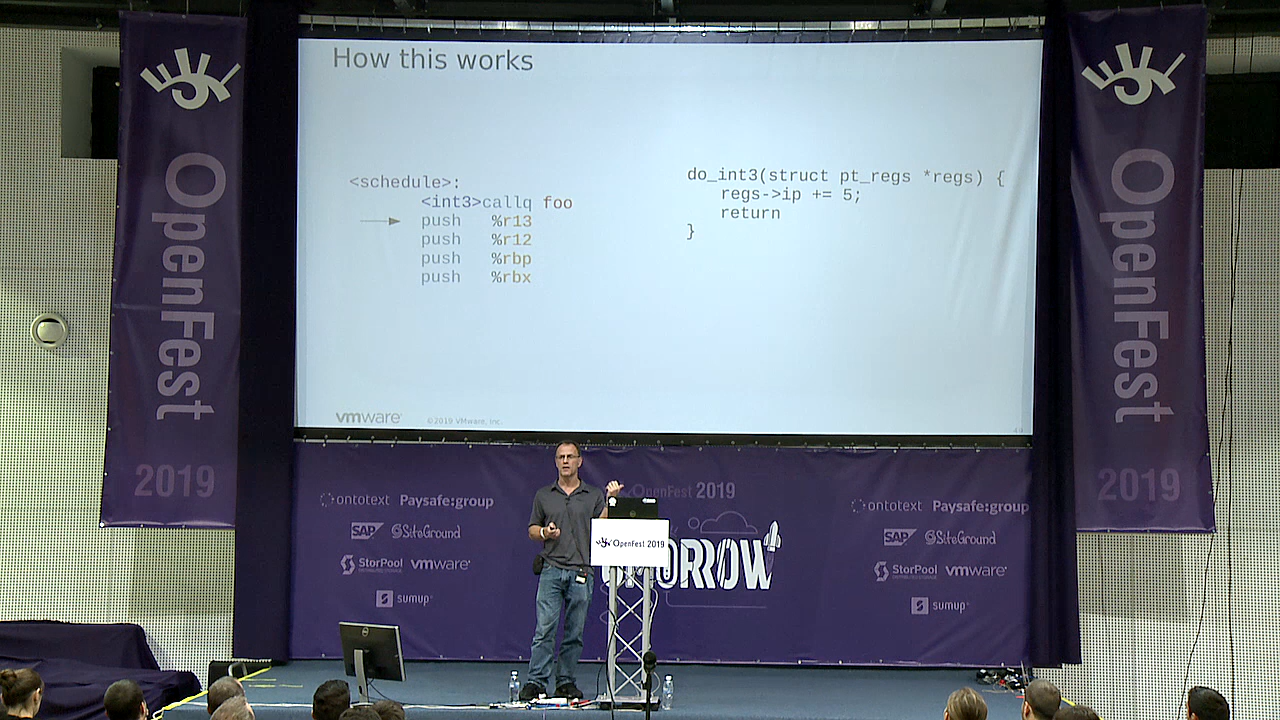 How this works
<schedule>:
<int3>callq foo
push %r13
push %r12
push %rbp
push %rbx
do_int3(struct pt_regs *regs) {
regs->ip += 5;
return
}
vmware
©2019 VMware, Inc.
OpenFest
2019
OpenFest
2019
OpenFest 2019
ontotext Paysafe:group
SAP SiteGround
StorPool vmware
sumup
OpenFest 2019
ontotext Paysafe:group
SAP SiteGround
StorPool vmware
sumup